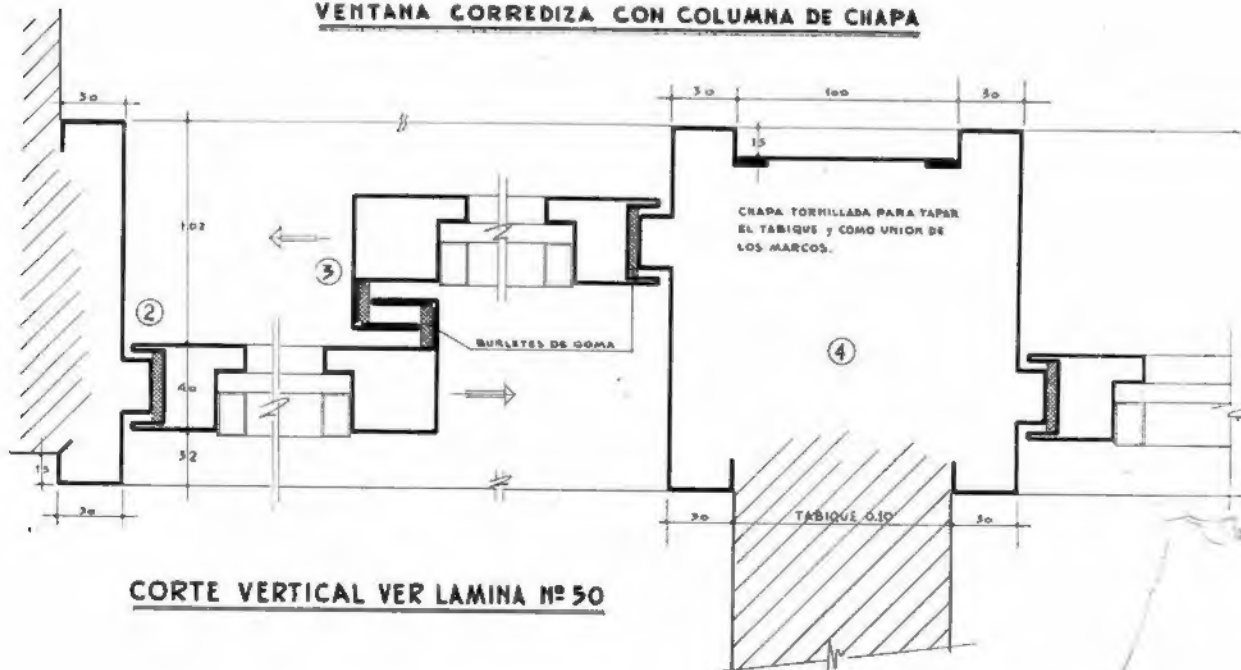 VENTANA CORREDIZA CON COLUMNA DE CHAPA
30
30
100
30
15
1.02
CHAPA TORNILLADA PARA TAPAR
EL TABIQUE y COMO UNION DE
LOS MARCOS.
3
2
BURLETES DE GOMA
4
40
32
15
30
30
TABIQUE 0.10
30
CORTE VERTICAL VER LAMINA Nº 50